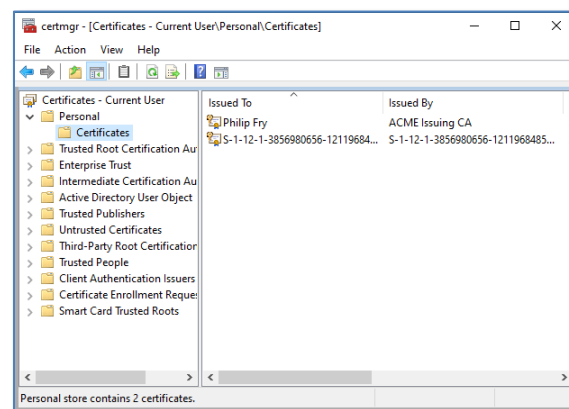 certmgr - [Certificates - Current User\Personal\Certificates]
File Action View Help
Certificates - Current User
Personal
Certificates
Trusted Root Certification Au
Enterprise Trust
Intermediate Certification Au
Active Directory User Object
Trusted Publishers
Untrusted Certificates
Third-Party Root Certification
Trusted People
Client Authentication Issuers
Certificate Enrollment Reque
Smart Card Trusted Roots
Issued To Issued By
Philip Fry ACME Issuing CA
S-1-12-1-3856980656-12119684... S-1-12-1-3856980656-1211968485...
Personal store contains 2 certificates.